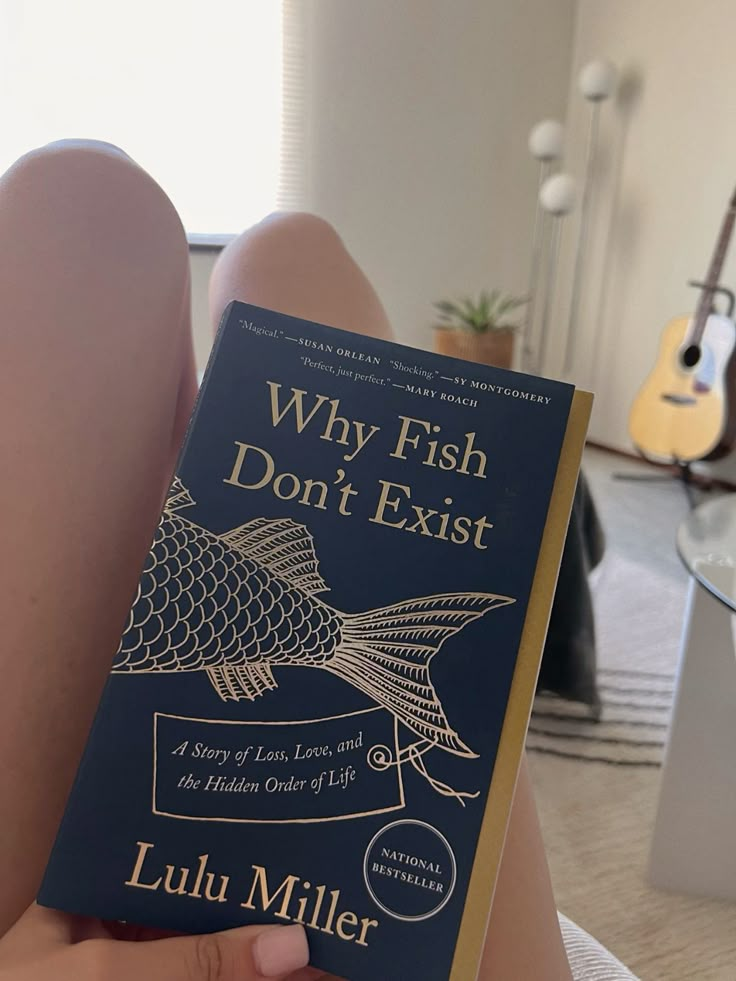 "Magical."—SUSAN ORLEAN "Shocking."—SY MONTGOMERY
"Perfect, just perfect."—MARY ROACH
Why Fish
Don't Exist
A Story of Loss, Love, and
the Hidden Order of Life
NATIONAL
BESTSELLER
Lulu Miller